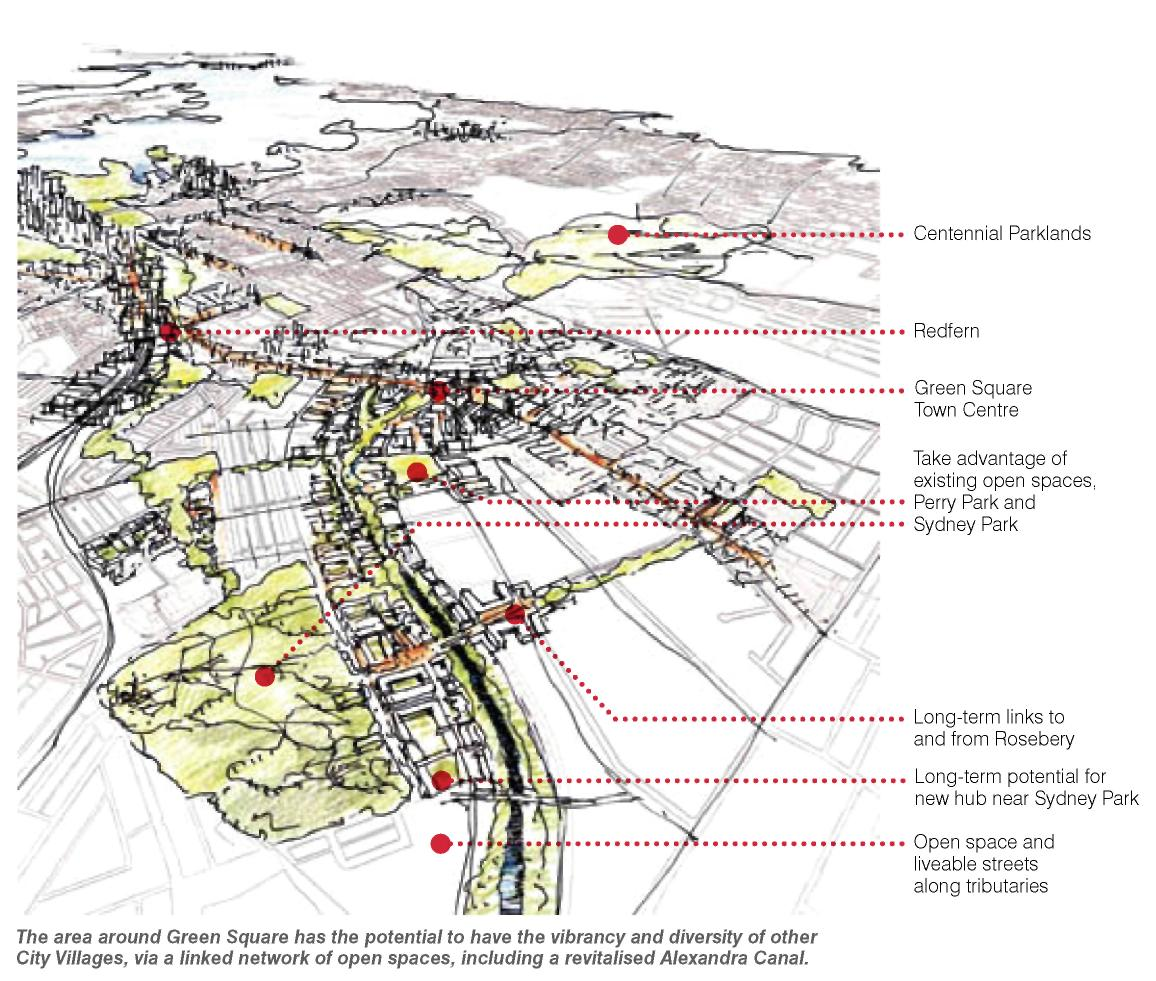 Centennial Parklands
Redfern
Green Square
Town Centre
Take advantage of
existing open spaces,
Perry Park and
Sydney Park
Long-term links to
and from Rosebery
Long-term potential for
new hub near Sydney Park
Open space and
liveable streets
along tributaries
The area around Green Square has the potential to have the vibrancy and diversity of other
City Villages, via a linked network of open spaces, including a revitalised Alexandra Canal.